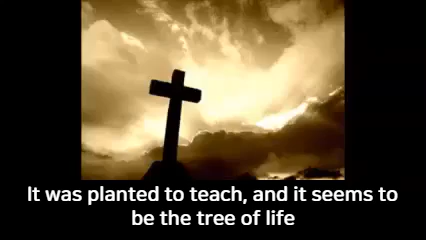 It was planted to teach, and it seems to
be the tree of life